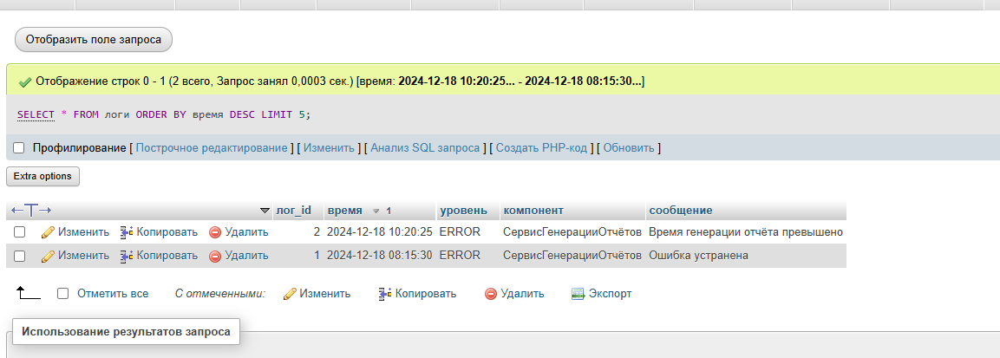 Отобразить поле запроса
Отображение строк 0 - 1 (2 всего, Запрос занял 0,0003 сек.) [время: 2024-12-18 10:20:25... - 2024-12-18 08:15:30...]
SELECT * FROM логи ORDER BY время DESC LIMIT 5;
Профилирование [ Построчное редактирование ] [ Изменить ] [ Анализ SQL запроса ] [ Создать PHP-код ] [ Обновить ]
Extra options
лог_id время 1 уровень компонент сообщение
Изменить Копировать Удалить 2 2024-12-18 10:20:25 ERROR СервисГенерацииОтчётов Время генерации отчёта превышено
Изменить Копировать Удалить 1 2024-12-18 08:15:30 ERROR СервисГенерацииОтчётов Ошибка устранена
Отметить все С отмеченными: Изменить Копировать Удалить Экспорт
Использование результатов запроса